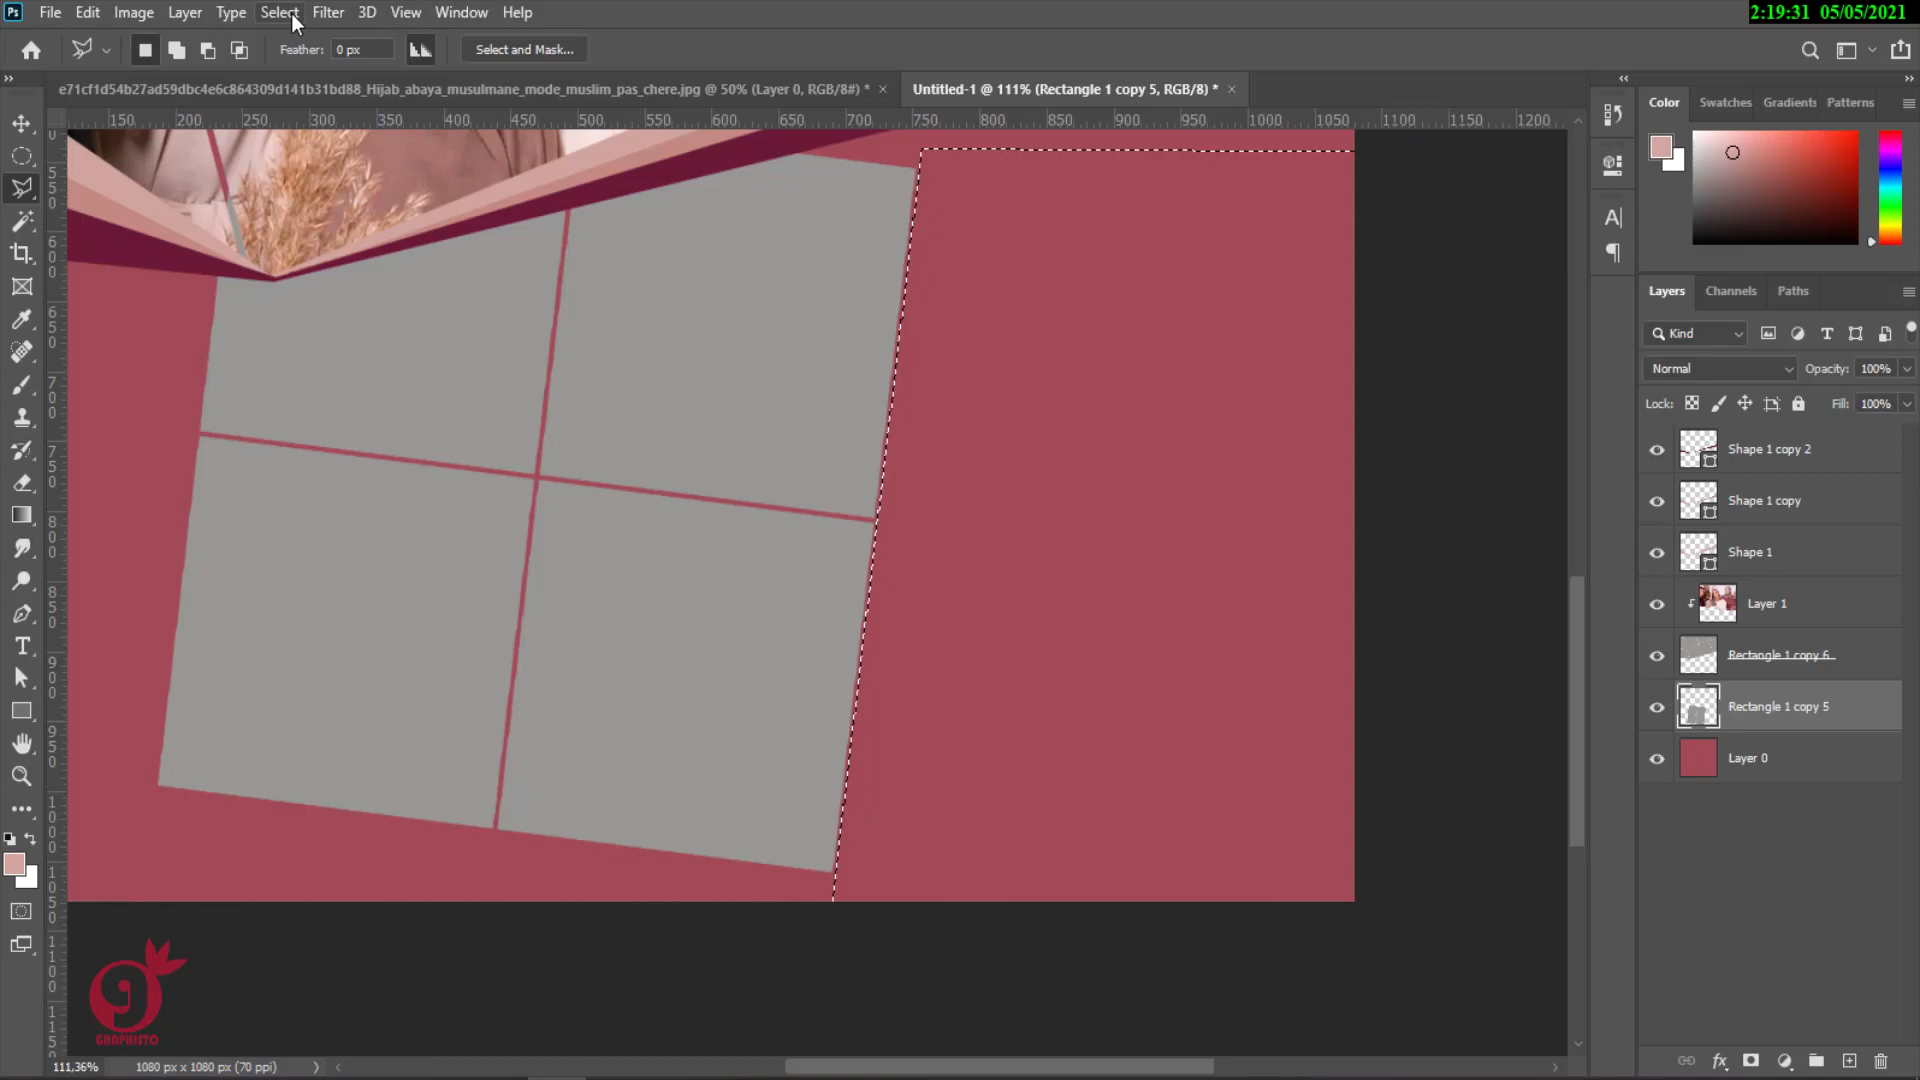 Ps File Edit Image Layer Type Select Filter 3D View Window Help
2:19:31 05/05/2021
Feather: 0 px Select and Mask...
e71cf1d54b27ad59dbc4e6c864309d141b31bd88_Hijab_abaya_musulmane_mode_muslim_pas_chere.jpg @ 50% (Layer 0, RGB/8#) * ×
Untitled-1 @ 111% (Rectangle 1 copy 5, RGB/8) * ×
150 200 250 300 350 400 450 500 550 600 650 700 750 800 850 900 950 1000 1050 1100 1150 1200
Color Swatches Gradients Patterns
Layers Channels Paths
Kind
Normal Opacity: 100%
Lock: Fill: 100%
Shape 1 copy 2
Shape 1 copy
Shape 1
Layer 1
Rectangle 1 copy 6
Rectangle 1 copy 5
Layer 0
GRAPHISTO
111,36% 1080 px x 1080 px (70 ppi)
fx